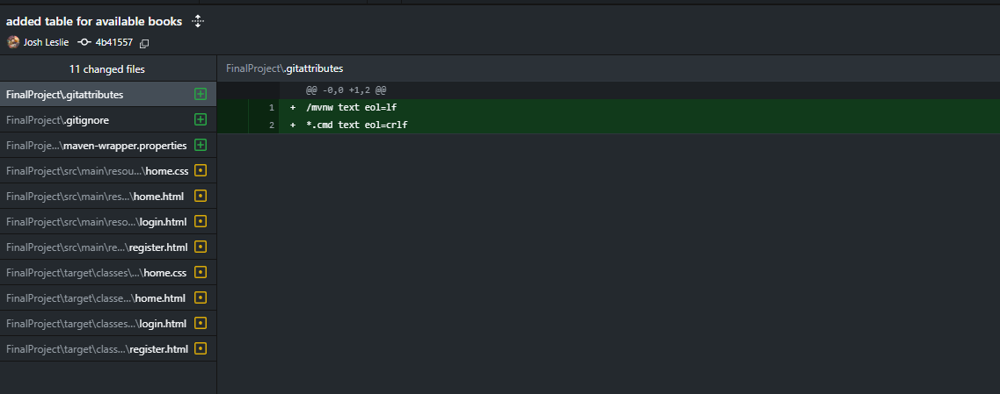 added table for available books
Josh Leslie 4b41557
11 changed files
FinalProject\.gitattributes
FinalProject\.gitignore
FinalProje...\maven-wrapper.properties
FinalProject\src\main\resou...\home.css
FinalProject\src\main\res...\home.html
FinalProject\src\main\reso...\login.html
FinalProject\src\main\re...\register.html
FinalProject\target\classes\...\home.css
FinalProject\target\classe...\home.html
FinalProject\target\classes...\login.html
FinalProject\target\class...\register.html
FinalProject\.gitattributes
@@ -0,0 +1,2 @@
1 + /mvnw text eol=lf
2 + *.cmd text eol=crlf